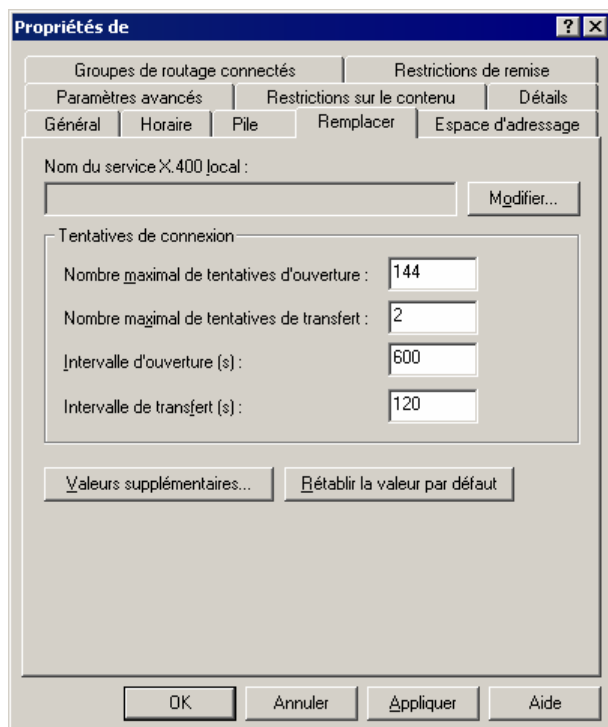 Propriétés de
Groupes de routage connectés
Restrictions de remise
Paramètres avancés
Restrictions sur le contenu
Détails
Général
Horaire
Pile
Remplacer
Espace d'adressage
Nom du service X.400 local :
Modifier...
Tentatives de connexion
Nombre maximal de tentatives d'ouverture : 144
Nombre maximal de tentatives de transfert : 2
Intervalle d'ouverture (s) : 600
Intervalle de transfert (s) : 120
Valeurs supplémentaires...
Rétablir la valeur par défaut
OK
Annuler
Appliquer
Aide